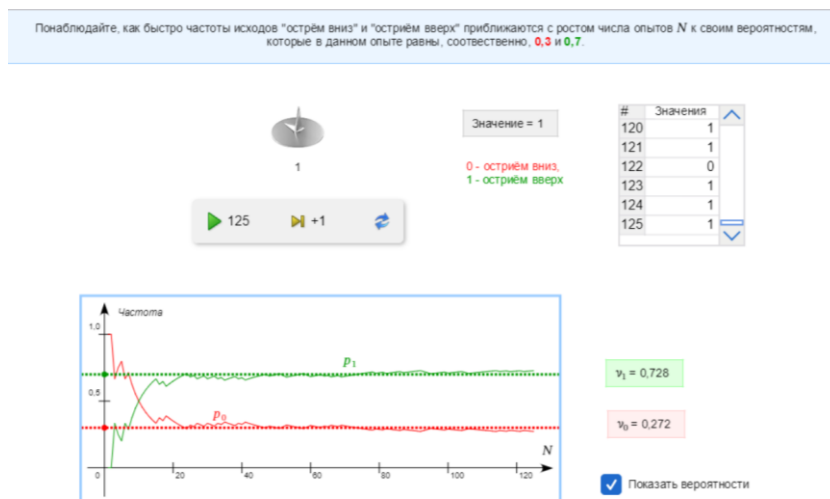 Понаблюдайте, как быстро частоты исходов "острём вниз" и "остриём вверх" приближаются с ростом числа опытов N к своим вероятностям,
которые в данном опыте равны, соотвественно, 0,3 и 0,7.
Значение = 1
1
0 - остриём вниз,
1 - остриём вверх
125
+1
# Значения
120 1
121 1
122 0
123 1
124 1
125 1
Частота
1,0
0,5
p₁
p₀
N
0 20 40 60 80 100 120
ν₁ = 0,728
ν₀ = 0,272
Показать вероятности